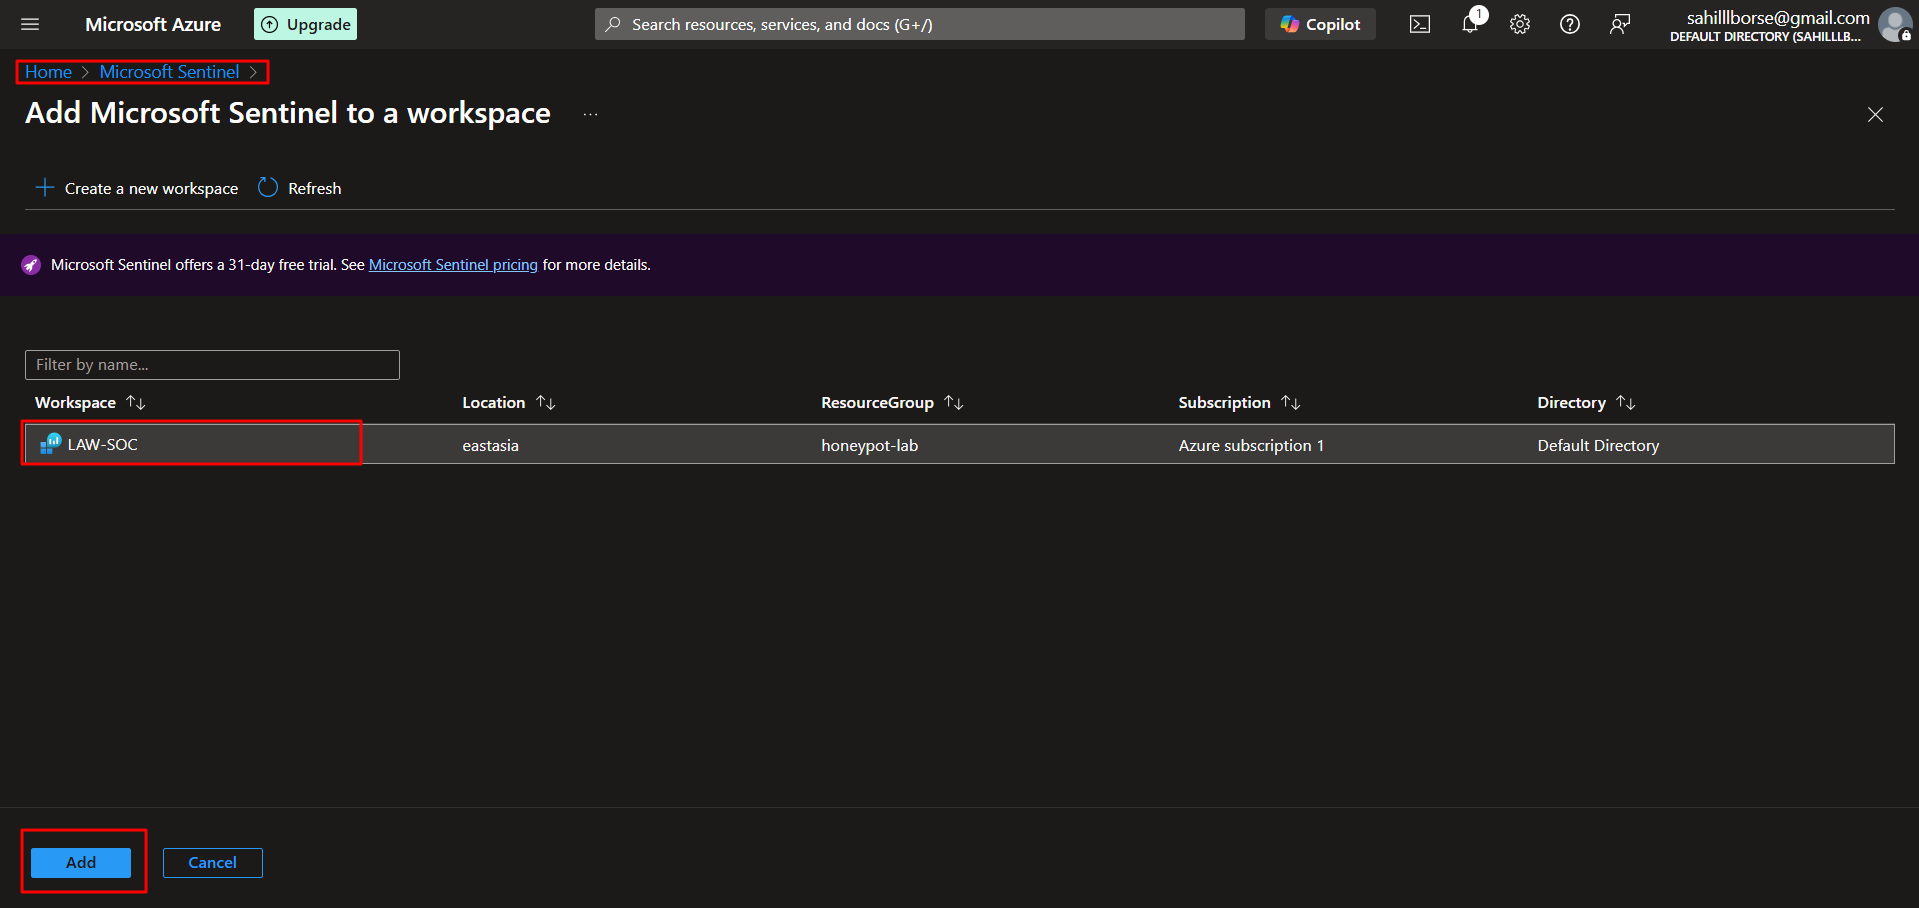 Microsoft Azure
Upgrade
Search resources, services, and docs (G+/)
Copilot
1
sahilllborse@gmail.com
DEFAULT DIRECTORY (SAHILLLB...
Home > Microsoft Sentinel >
Add Microsoft Sentinel to a workspace ...
Create a new workspace
Refresh
Microsoft Sentinel offers a 31-day free trial. See Microsoft Sentinel pricing for more details.
Filter by name...
Workspace ↑↓ Location ↑↓ ResourceGroup ↑↓ Subscription ↑↓ Directory ↑↓
LAW-SOC eastasia honeypot-lab Azure subscription 1 Default Directory
Add
Cancel